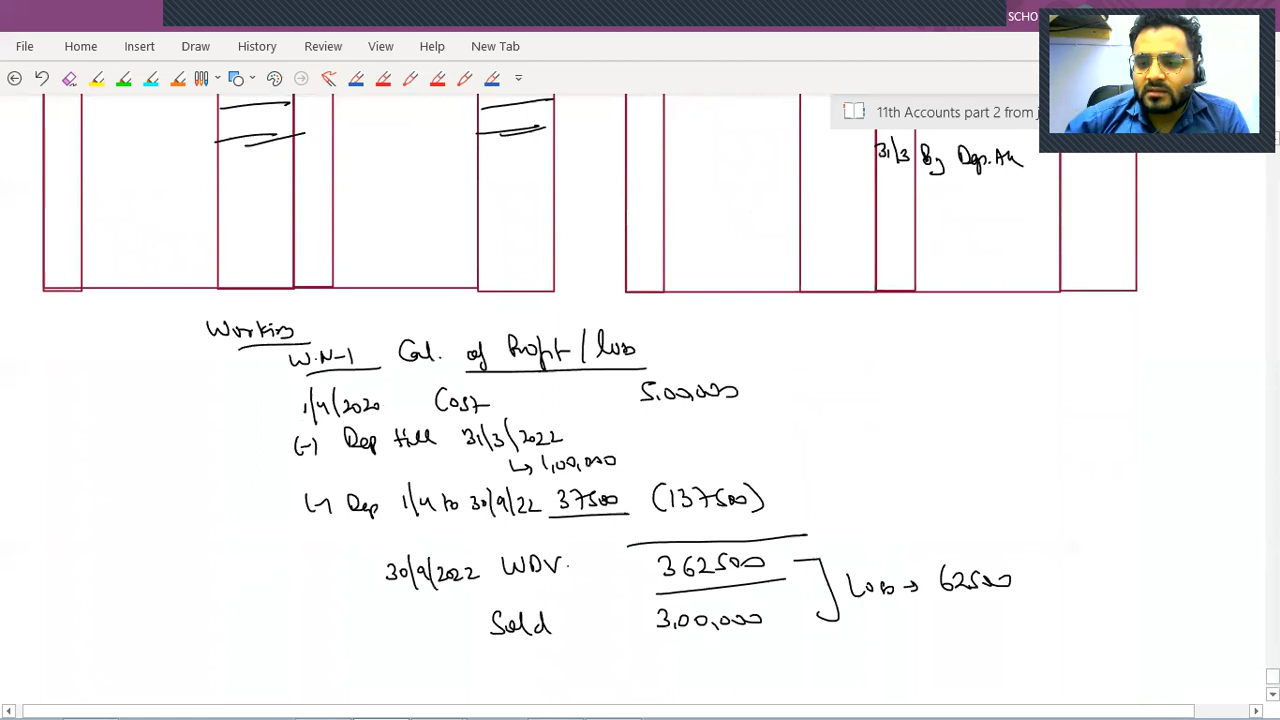 SCHO
File Home Insert Draw History Review View Help New Tab
11th Accounts part 2 from j
31/3 By Dep. A/c
Working
W.N-1 Cal. of Profit / loss
1/4/2020 Cost 5,00,000
(-) Dep till 31/3/2022
↳ 1,00,000
(-) Dep 1/4 to 30/9/22 37500 (137500)
30/9/2022 WDV. 362500
Loss → 62500
Sold 3,00,000